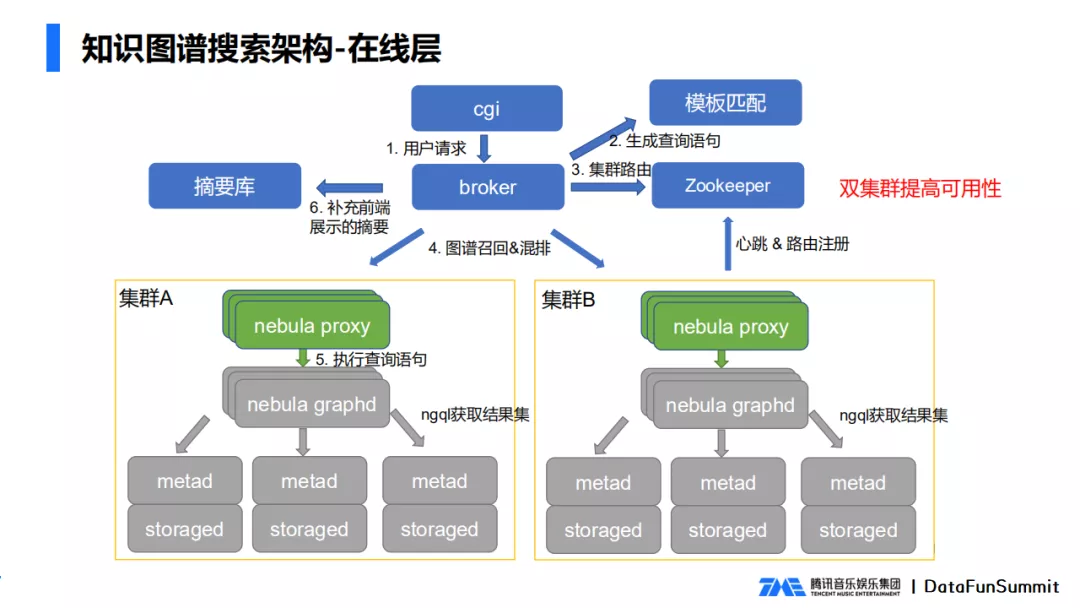 知识图谱搜索架构-在线层
cgi
模板匹配
1. 用户请求
2. 生成查询语句
3. 集群路由
摘要库
broker
Zookeeper
双集群提高可用性
6. 补充前端
展示的摘要
4. 图谱召回&混排
心跳 & 路由注册
集群A
nebula proxy
5. 执行查询语句
nebula graphd
ngql获取结果集
metad
metad
metad
storaged
storaged
storaged
集群B
nebula proxy
nebula graphd
ngql获取结果集
metad
metad
metad
storaged
storaged
storaged
TME 腾讯音乐娱乐集团
TENCENT MUSIC ENTERTAINMENT
DataFunSummit